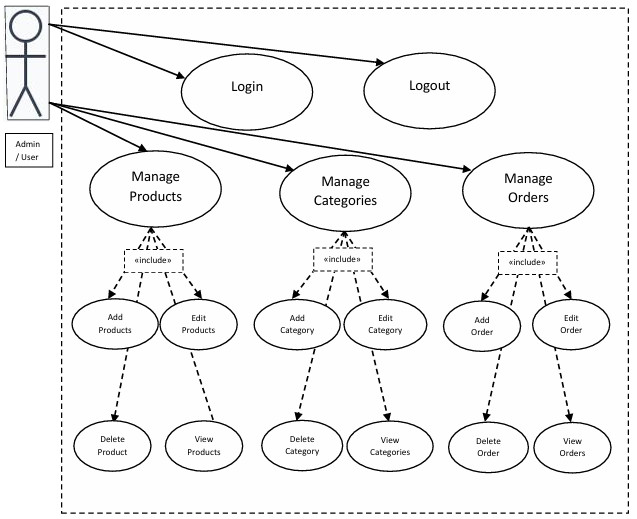 Login
Logout
Admin
/ User
Manage
Products
Manage
Categories
Manage
Orders
«include»
«include»
«include»
Add
Products
Edit
Products
Add
Category
Edit
Category
Add
Order
Edit
Order
Delete
Product
View
Products
Delete
Category
View
Categories
Delete
Order
View
Orders